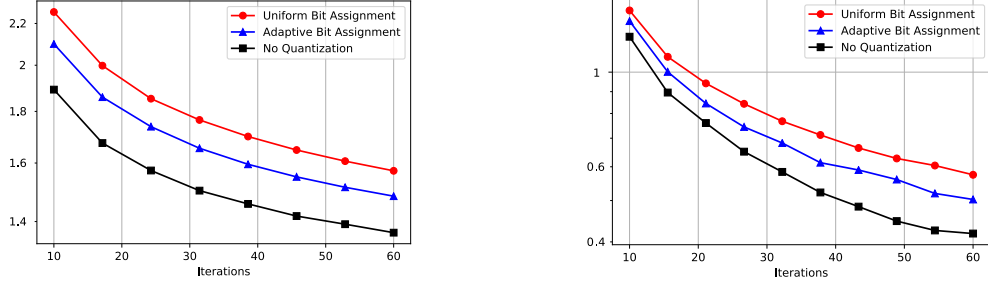 2,2
2
1.8
1.6
1.4
10
20
30
40
50
60
Iterations
Uniform Bit Assignment
Adaptive Bit Assignment
No Quantization
1
0.6
0.4
10
20
30
40
50
60
Iterations
Uniform Bit Assignment
Adaptive Bit Assignment
No Quantization